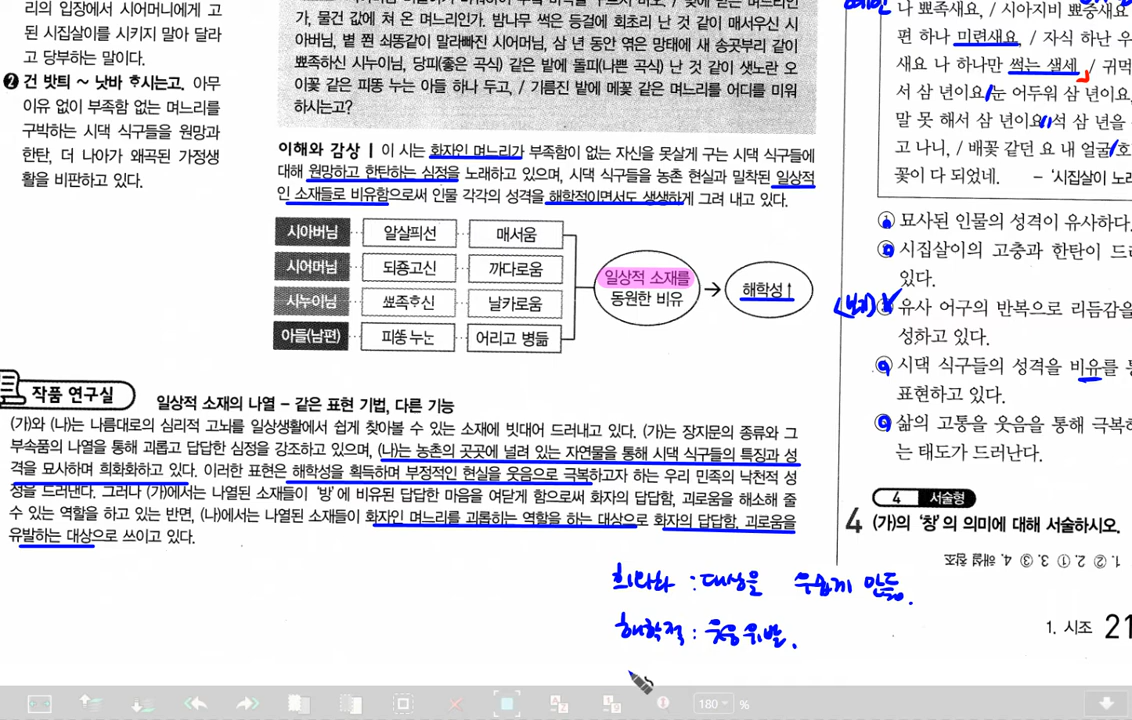 리의 입장에서 시어머니에게 고
된 시집살이를 시키지 말아 달라
고 당부하는 말이다.
❷ 건 밧틔 ~ 낫바 ᄒᆞ시는고. 아무
이유 없이 부족함 없는 며느리를
구박하는 시댁 식구들을 원망과
한탄, 더 나아가 왜곡된 가정생
활을 비판하고 있다.
가, 물건 값에 쳐 온 며느리인가. 밤나무 썩은 등걸에 회초리 난 것 같이 매서우신 시
아버님, 볕 쬔 쇠똥같이 말라빠진 시어머님, 삼 년 동안 엮은 망태에 새 송곳부리 같이
뾰족하신 시누이님, 당피(좋은 곡식) 같은 밭에 돌피(나쁜 곡식) 난 것 같이 샛노란 오
이꽃 같은 피똥 누는 아들 하나 두고, / 기름진 밭에 메꽃 같은 며느리를 어디를 미워
하시는고?
이해와 감상 | 이 시는 화자인 며느리가 부족함이 없는 자신을 못살게 구는 시댁 식구들에
대해 원망하고 한탄하는 심정을 노래하고 있으며, 시댁 식구들을 농촌 현실과 밀착된 일상적
인 소재들로 비유함으로써 인물 각각의 성격을 해학적이면서도 생생하게 그려 내고 있다.
시아버님 알살피선 매서움
시어머님 되죵고신 까다로움
시누이님 뾰족ᄒᆞ신 날카로움
아들(남편) 피똥 누는 어리고 병듦
일상적 소재를
동원한 비유
→ 해학성↑
작품 연구실 일상적 소재의 나열 – 같은 표현 기법, 다른 기능
(가)와 (나)는 나름대로의 심리적 고뇌를 일상생활에서 쉽게 찾아볼 수 있는 소재에 빗대어 드러내고 있다. (가)는 장지문의 종류와 그
부속품의 나열을 통해 괴롭고 답답한 심정을 강조하고 있으며, (나)는 농촌의 곳곳에 널려 있는 자연물을 통해 시댁 식구들의 특징과 성
격을 묘사하며 희화화하고 있다. 이러한 표현은 해학성을 획득하며 부정적인 현실을 웃음으로 극복하고자 하는 우리 민족의 낙천적 성
정을 드러낸다. 그러나 (가)에서는 나열된 소재들이 ‘방’에 비유된 답답한 마음을 여닫게 함으로써 화자의 답답함, 괴로움을 해소해 줄
수 있는 역할을 하고 있는 반면, (나)에서는 나열된 소재들이 화자인 며느리를 괴롭히는 역할을 하는 대상으로 화자의 답답함, 괴로움을
유발하는 대상으로 쓰이고 있다.
희화화 : 대상을 우습게 만듦.
해학적 : 웃음 유발.
나 뾰족새요, / 시아지비 뾰중새요
편 하나 미련새요, / 자식 하난 우
새요 나 하나만 썩는 샐세. / 귀먹
서 삼 년이요 / 눈 어두워 삼 년이요,
말 못 해서 삼 년이요 // 석 삼 년을
고 나니, / 배꽃 같던 요 내 얼굴 / 호
꽃이 다 되었네. – ‘시집살이 노래
① 묘사된 인물의 성격이 유사하다.
② 시집살이의 고충과 한탄이 드러
있다.
③ 유사 어구의 반복으로 리듬감을
성하고 있다.
④ 시댁 식구들의 성격을 비유를 통
표현하고 있다.
⑤ 삶의 고통을 웃음을 통해 극복하
는 태도가 드러난다.
4 서술형
4 (가)의 ‘창’의 의미에 대해 서술하시오.
1. ② 2. ① 3. ③ 4. 해설 참조
1. 시조 21
180 %